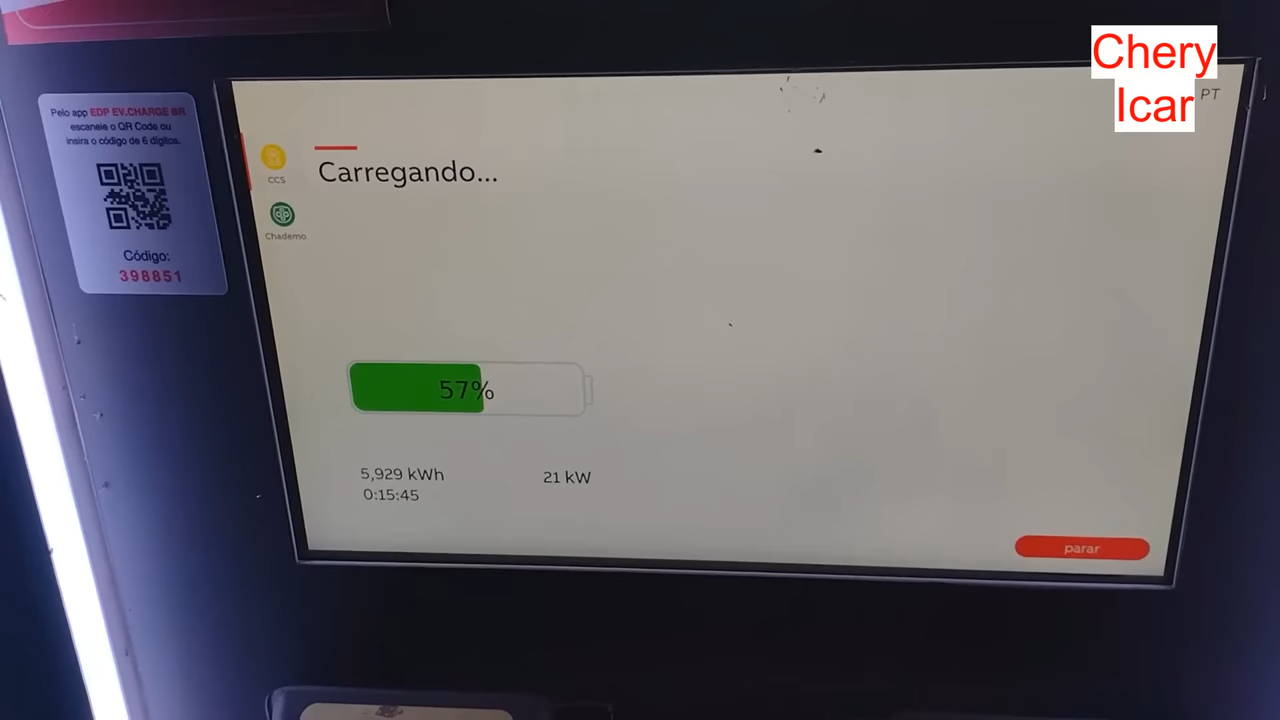 Chery
Icar
PT
Pelo app EDP EV.CHARGE BR
escaneie o QR Code ou
insira o código de 6 dígitos.
Código:
398851
CCS
Chademo
Carregando...
57%
5,929 kWh
21 kW
0:15:45
parar